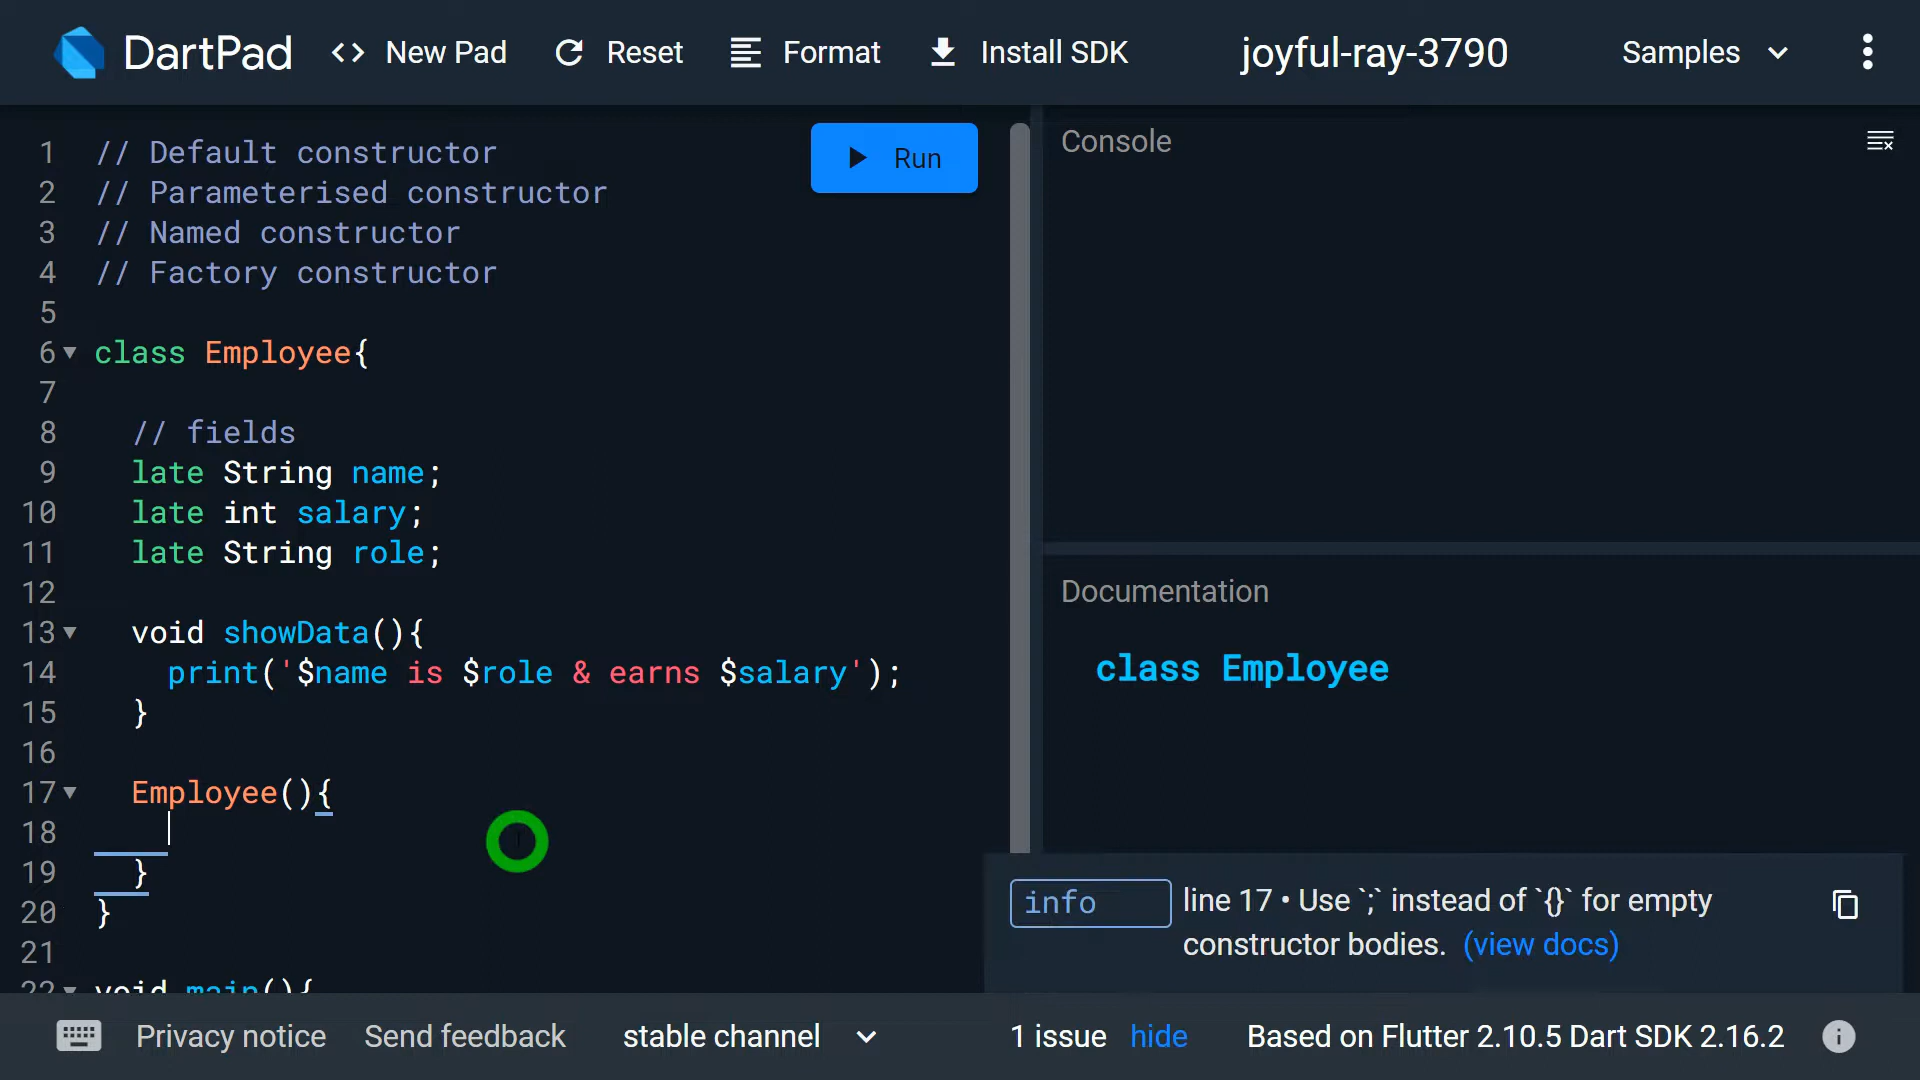 DartPad <> New Pad Reset Format Install SDK joyful-ray-3790 Samples
Run
1 // Default constructor
2 // Parameterised constructor
3 // Named constructor
4 // Factory constructor
5
6 class Employee{
7
8 // fields
9 late String name;
10 late int salary;
11 late String role;
12
13 void showData(){
14 print('$name is $role & earns $salary');
15 }
16
17 Employee(){
18
19 }
20 }
21
22 void main(){
Console
Documentation
class Employee
info line 17 • Use `;` instead of `{}` for empty
constructor bodies. (view docs)
Privacy notice Send feedback stable channel 1 issue hide Based on Flutter 2.10.5 Dart SDK 2.16.2